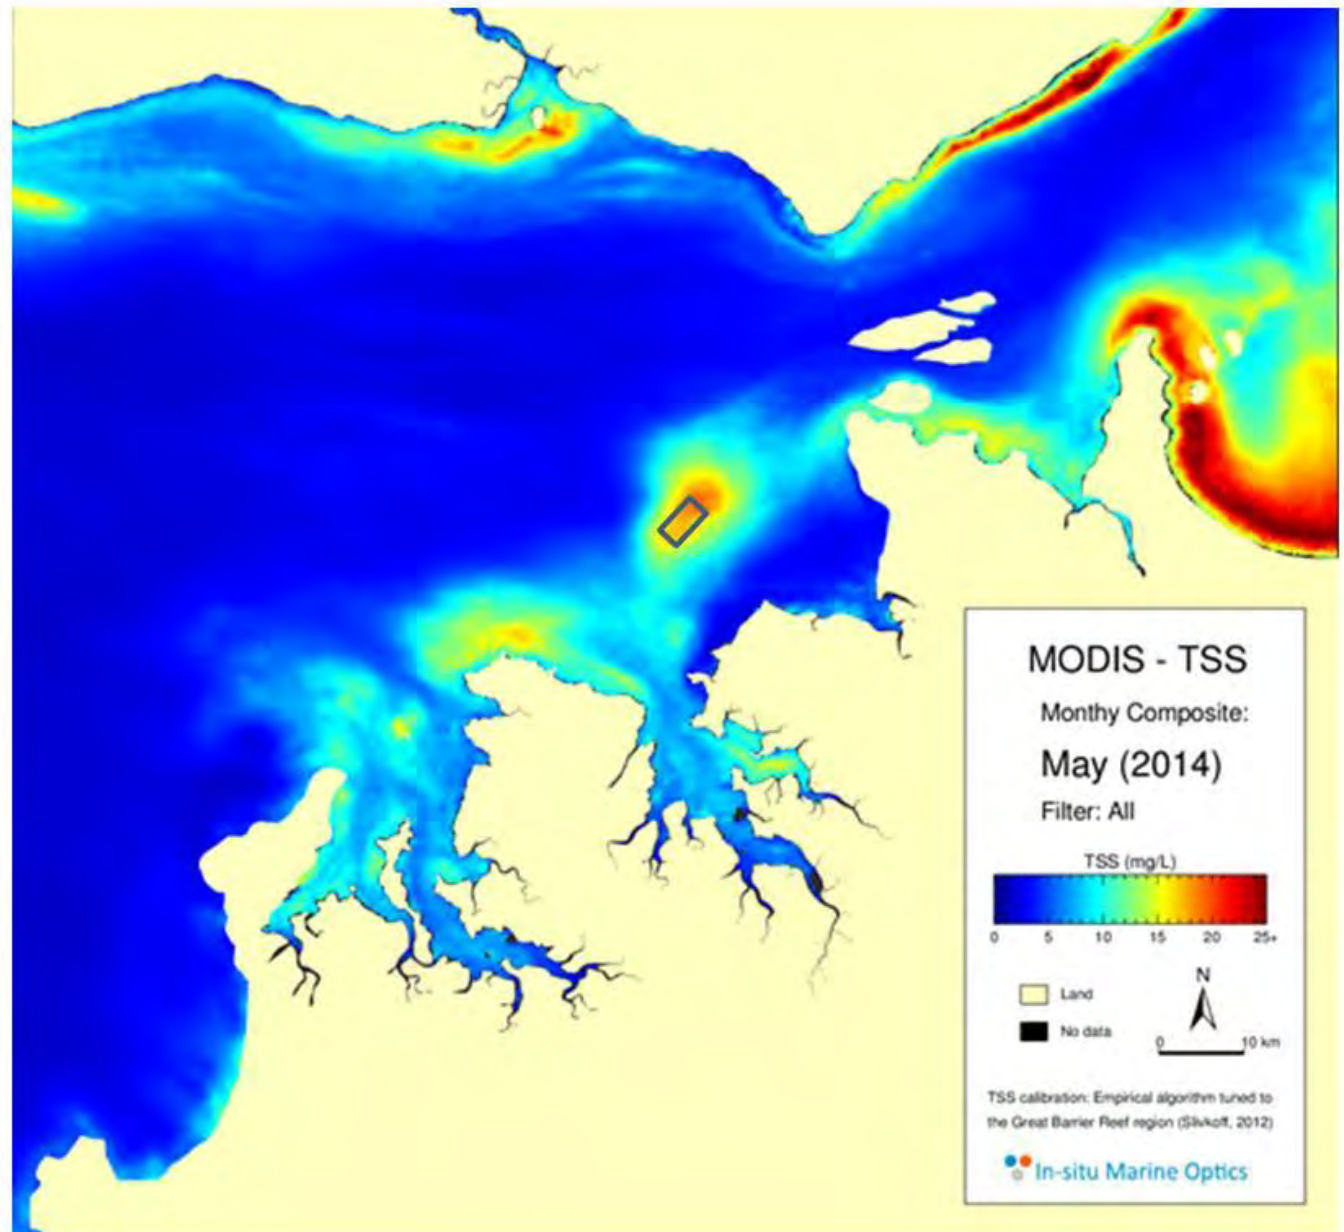 MODIS - TSS
Monthy Composite:
May (2014)
Filter: All
TSS (mg/L)
0 5 10 15 20 25+
Land
No data
N
0 10 km
TSS calibration: Empirical algorithm tuned to
the Great Barrier Reef region (Slivkoff, 2012)
In-situ Marine Optics